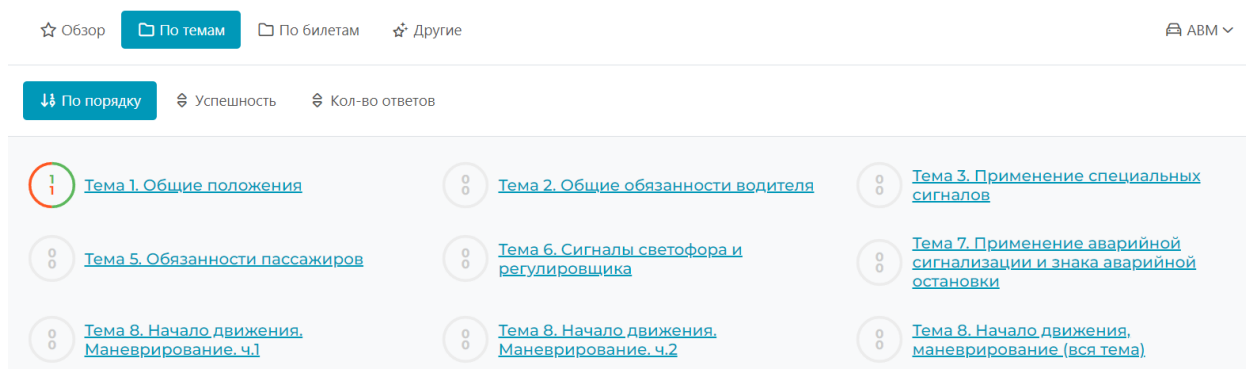 Обзор По темам По билетам Другие ABM
По порядку Успешность Кол-во ответов
1
1
Тема 1. Общие положения
0
0
Тема 2. Общие обязанности водителя
0
0
Тема 3. Применение специальных
сигналов
0
0
Тема 5. Обязанности пассажиров
0
0
Тема 6. Сигналы светофора и
регулировщика
0
0
Тема 7. Применение аварийной
сигнализации и знака аварийной
остановки
0
0
Тема 8. Начало движения.
Маневрирование. ч.1
0
0
Тема 8. Начало движения.
Маневрирование. ч.2
0
0
Тема 8. Начало движения,
маневрирование (вся тема)